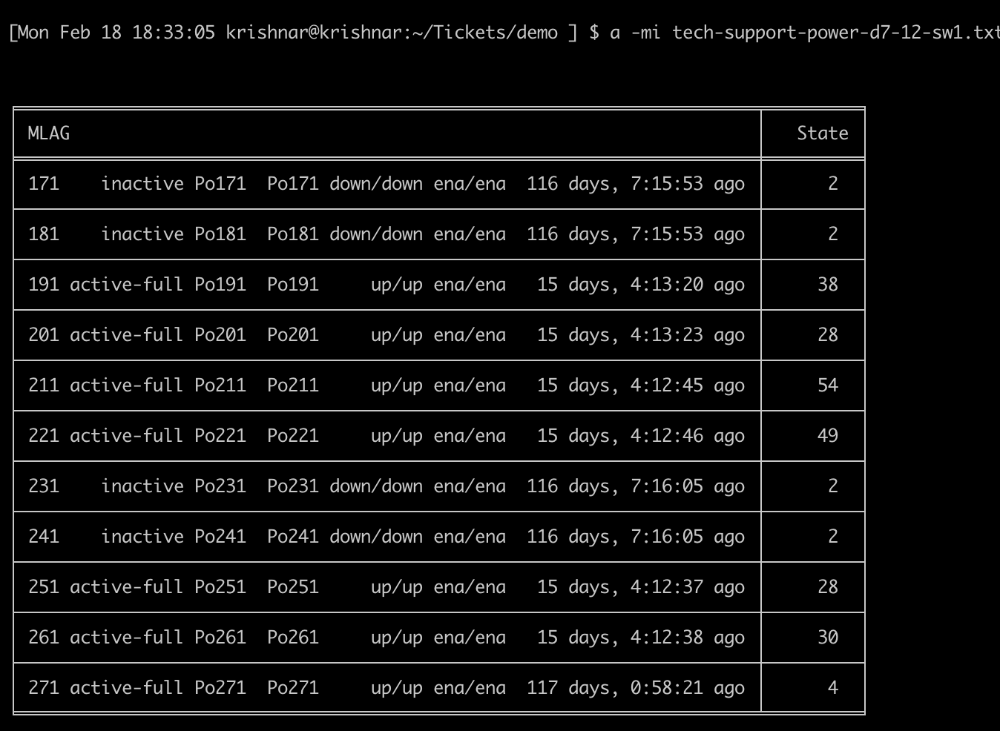 [Mon Feb 18 18:33:05 krishnar@krishnar:~/Tickets/demo ] $ a -mi tech-support-power-d7-12-sw1.txt
MLAG State
171 inactive Po171 Po171 down/down ena/ena 116 days, 7:15:53 ago 2
181 inactive Po181 Po181 down/down ena/ena 116 days, 7:15:53 ago 2
191 active-full Po191 Po191 up/up ena/ena 15 days, 4:13:20 ago 38
201 active-full Po201 Po201 up/up ena/ena 15 days, 4:13:23 ago 28
211 active-full Po211 Po211 up/up ena/ena 15 days, 4:12:45 ago 54
221 active-full Po221 Po221 up/up ena/ena 15 days, 4:12:46 ago 49
231 inactive Po231 Po231 down/down ena/ena 116 days, 7:16:05 ago 2
241 inactive Po241 Po241 down/down ena/ena 116 days, 7:16:05 ago 2
251 active-full Po251 Po251 up/up ena/ena 15 days, 4:12:37 ago 28
261 active-full Po261 Po261 up/up ena/ena 15 days, 4:12:38 ago 30
271 active-full Po271 Po271 up/up ena/ena 117 days, 0:58:21 ago 4